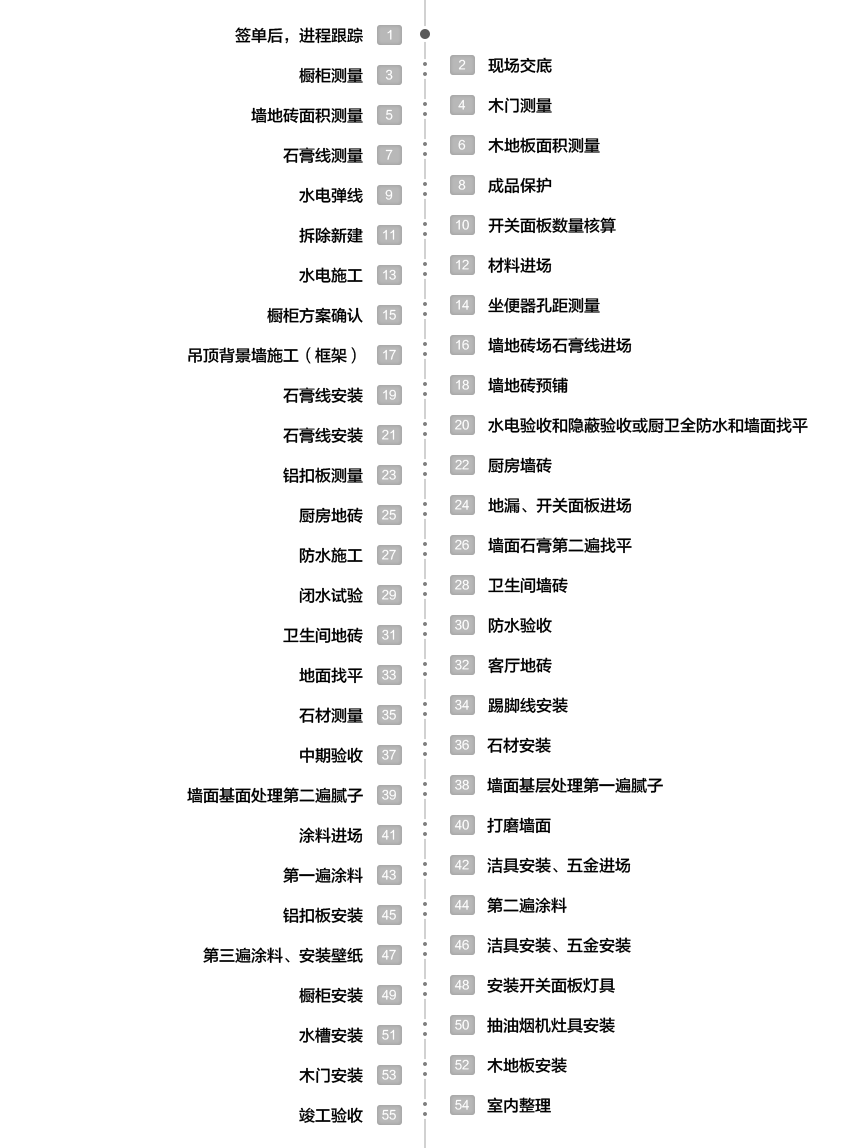 签单后，进程跟踪 1
2 现场交底
橱柜测量 3
4 木门测量
墙地砖面积测量 5
6 木地板面积测量
石膏线测量 7
8 成品保护
水电弹线 9
10 开关面板数量核算
拆除新建 11
12 材料进场
水电施工 13
14 坐便器孔距测量
橱柜方案确认 15
16 墙地砖场石膏线进场
吊顶背景墙施工（框架） 17
18 墙地砖预铺
石膏线安装 19
20 水电验收和隐蔽验收或厨卫全防水和墙面找平
石膏线安装 21
22 厨房墙砖
铝扣板测量 23
24 地漏、开关面板进场
厨房地砖 25
26 墙面石膏第二遍找平
防水施工 27
28 卫生间墙砖
闭水试验 29
30 防水验收
卫生间地砖 31
32 客厅地砖
地面找平 33
34 踢脚线安装
石材测量 35
36 石材安装
中期验收 37
38 墙面基层处理第一遍腻子
墙面基面处理第二遍腻子 39
40 打磨墙面
涂料进场 41
42 洁具安装、五金进场
第一遍涂料 43
44 第二遍涂料
铝扣板安装 45
46 洁具安装、五金安装
第三遍涂料、安装壁纸 47
48 安装开关面板灯具
橱柜安装 49
50 抽油烟机灶具安装
水槽安装 51
52 木地板安装
木门安装 53
54 室内整理
竣工验收 55